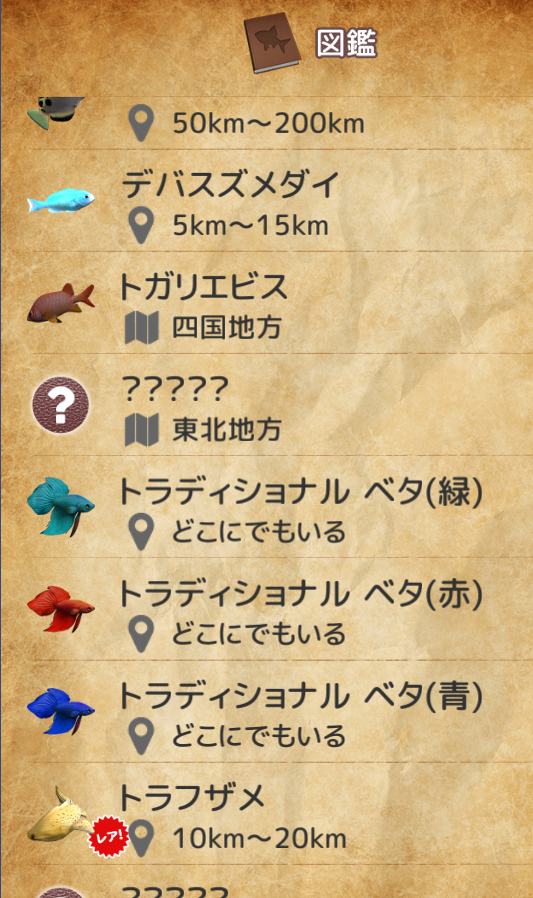 図鑑
50km〜200km
デバスズメダイ
5km〜15km
トガリエビス
四国地方
?
?????
東北地方
トラディショナル ベタ(緑)
どこにでもいる
トラディショナル ベタ(赤)
どこにでもいる
トラディショナル ベタ(青)
どこにでもいる
トラフザメ
レア!
10km〜20km
?????